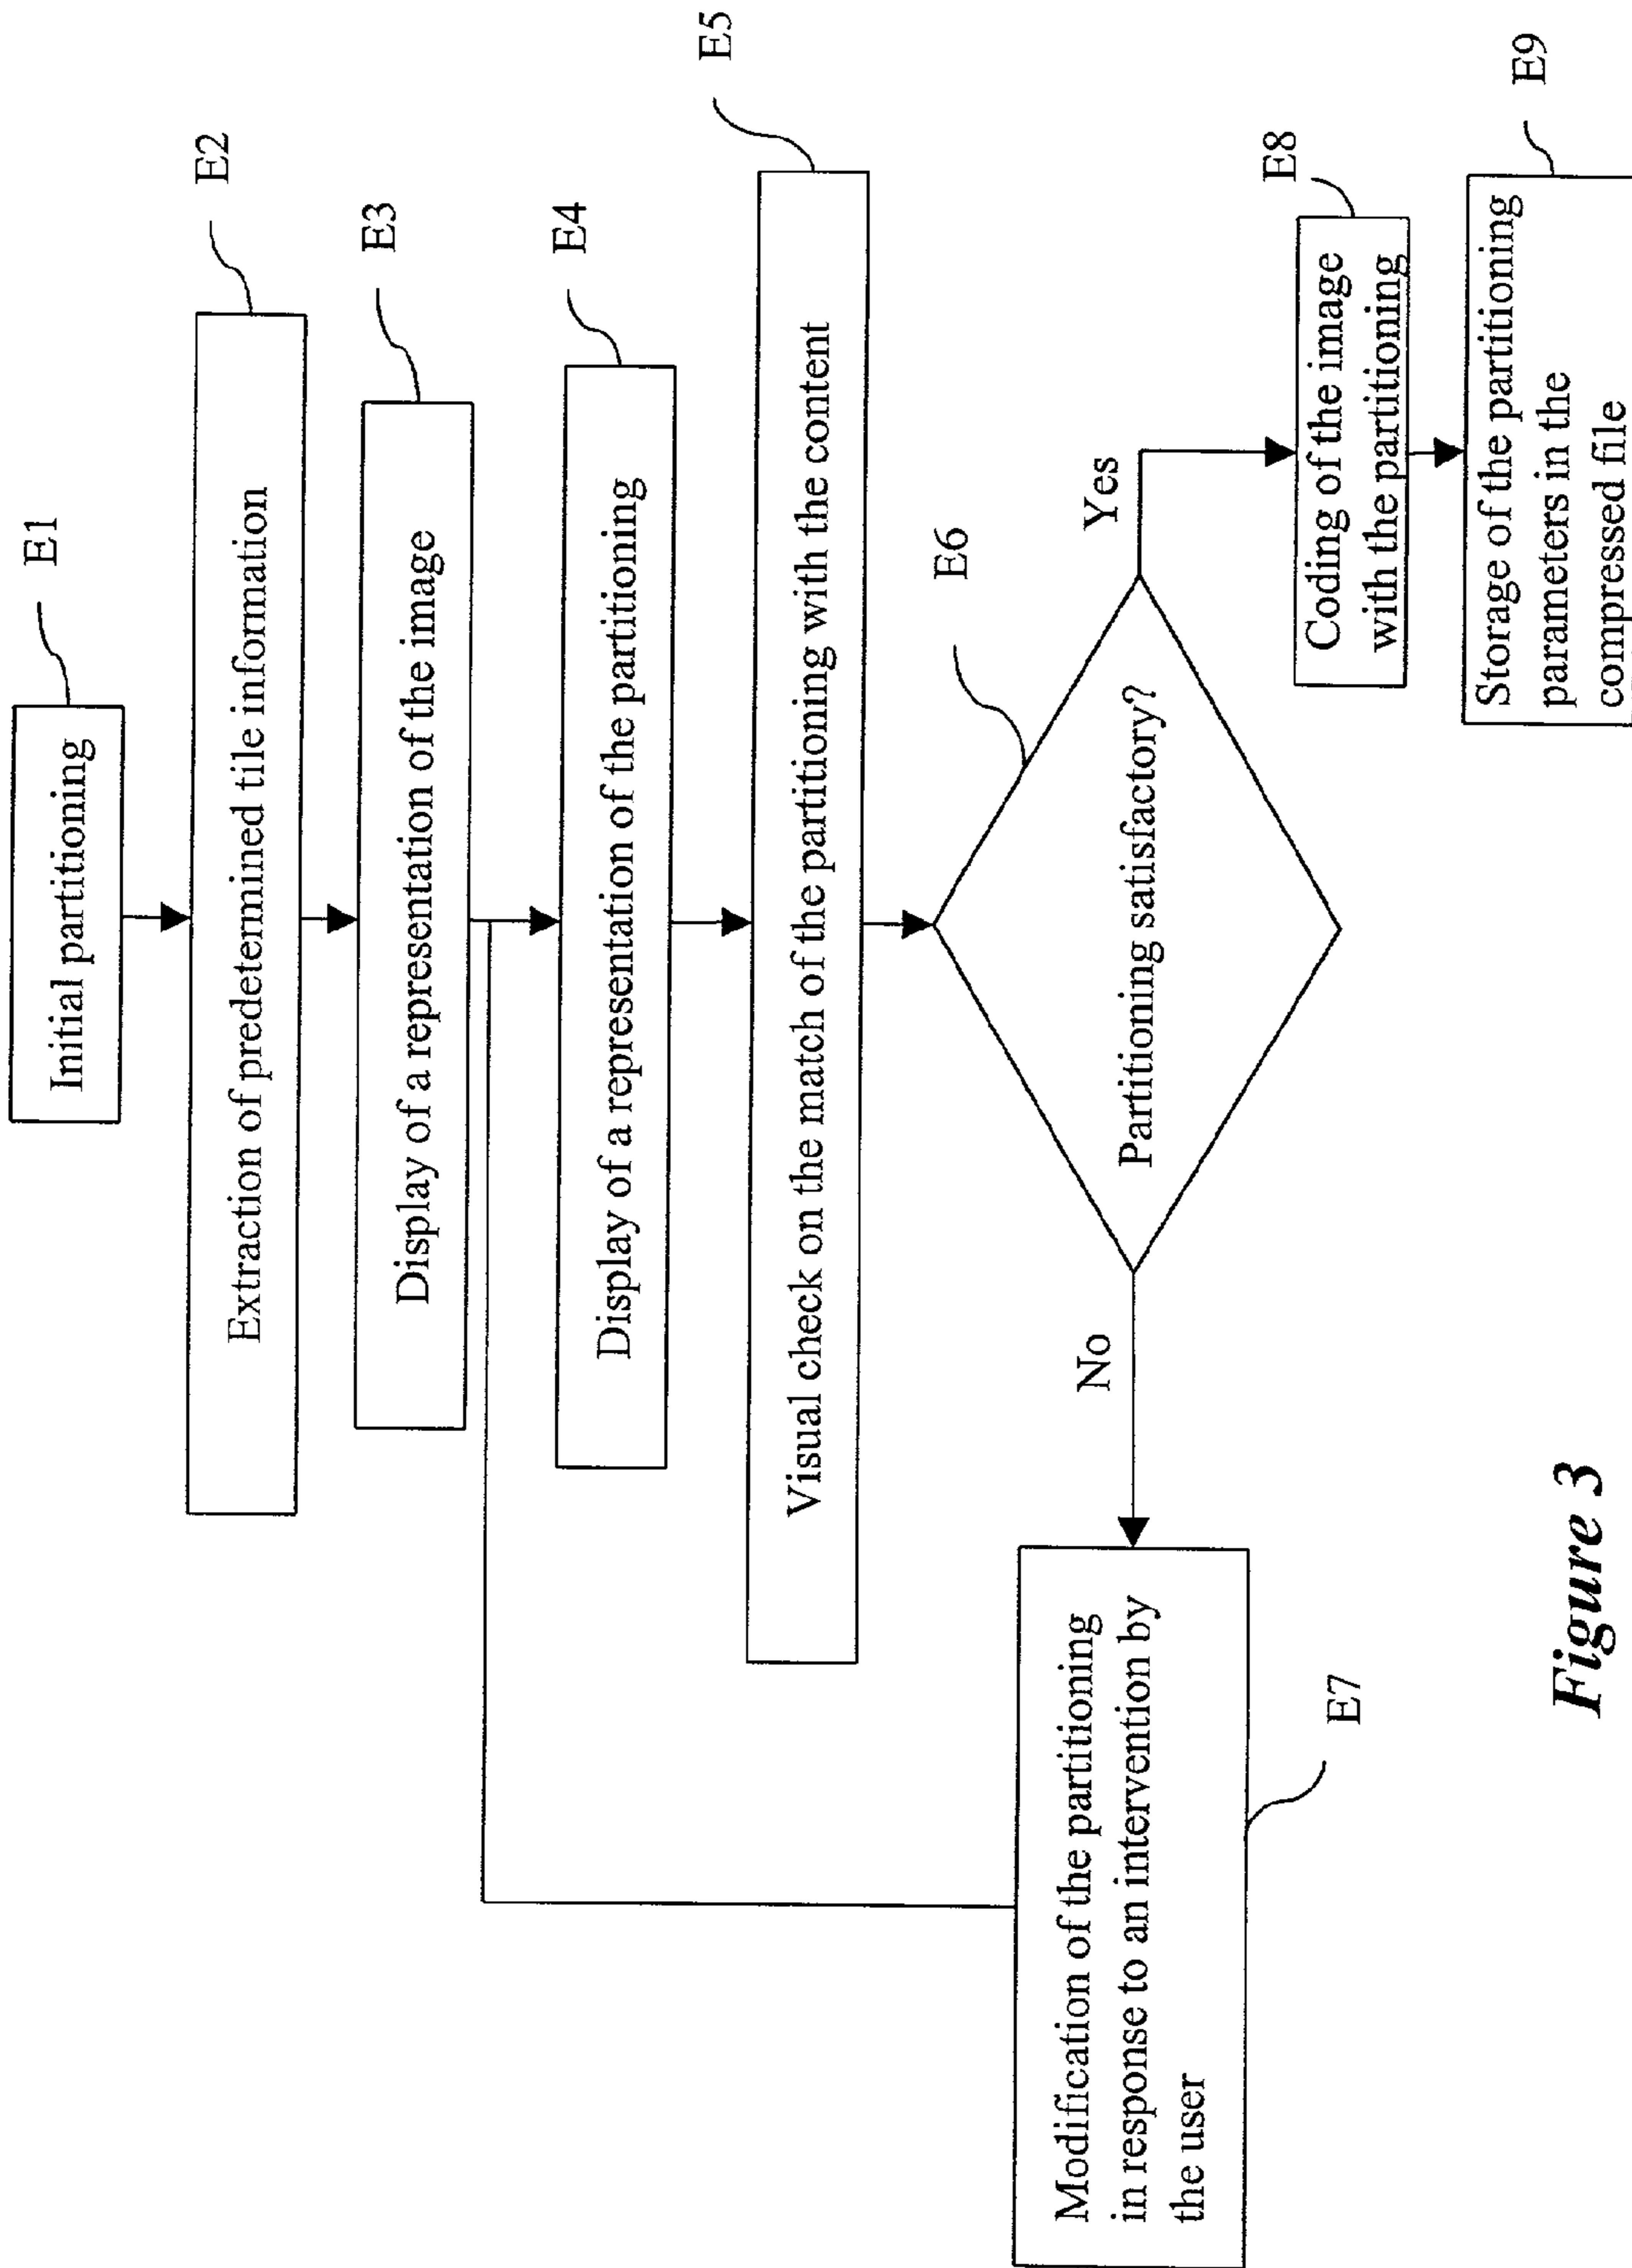 Initial partitioning
E1
Extraction of predetermined tile information
E2
Display of a representation of the image
E3
Display of a representation of the partitioning
E4
Visual check on the match of the partitioning with the content
E5
Partitioning satisfactory?
E6
No
Yes
Modification of the partitioning
in response to an intervention by
the user
E7
Coding of the image
with the partitioning
E8
Storage of the partitioning
parameters in the
compressed file
E9
Figure 3